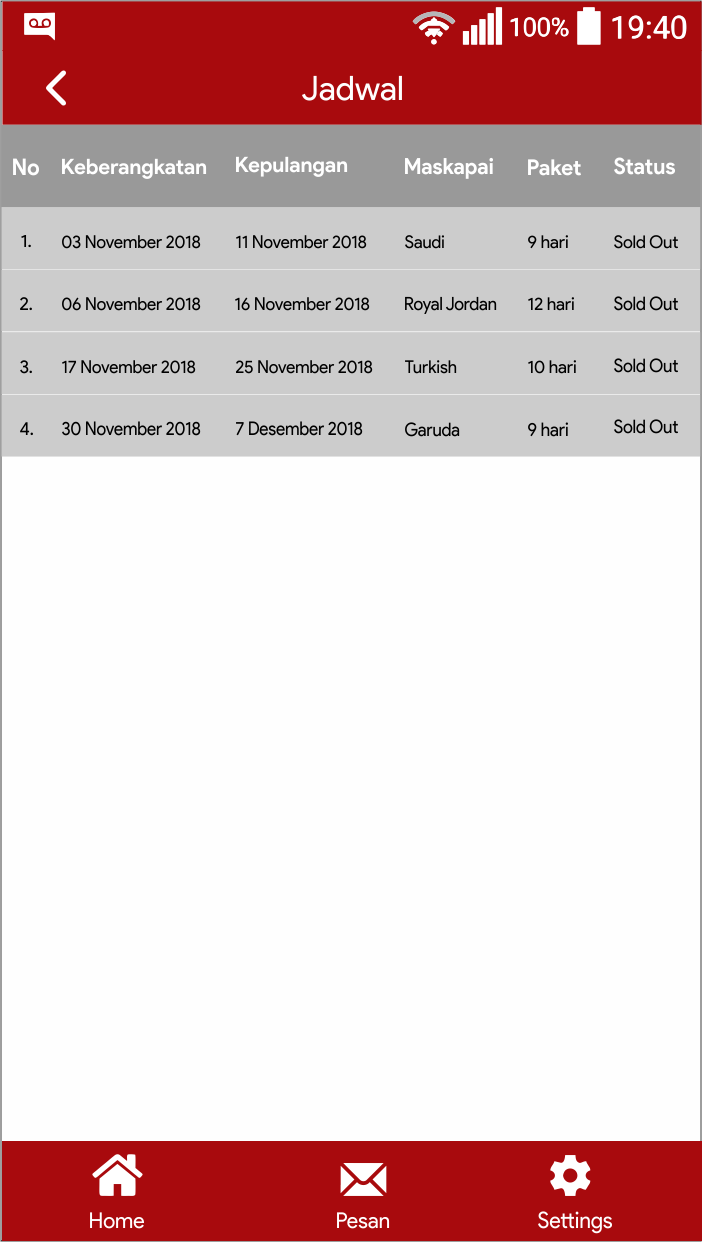 100% 19:40
Jadwal
No Keberangkatan Kepulangan Maskapai Paket Status
1. 03 November 2018 11 November 2018 Saudi 9 hari Sold Out
2. 06 November 2018 16 November 2018 Royal Jordan 12 hari Sold Out
3. 17 November 2018 25 November 2018 Turkish 10 hari Sold Out
4. 30 November 2018 7 Desember 2018 Garuda 9 hari Sold Out
Home Pesan Settings